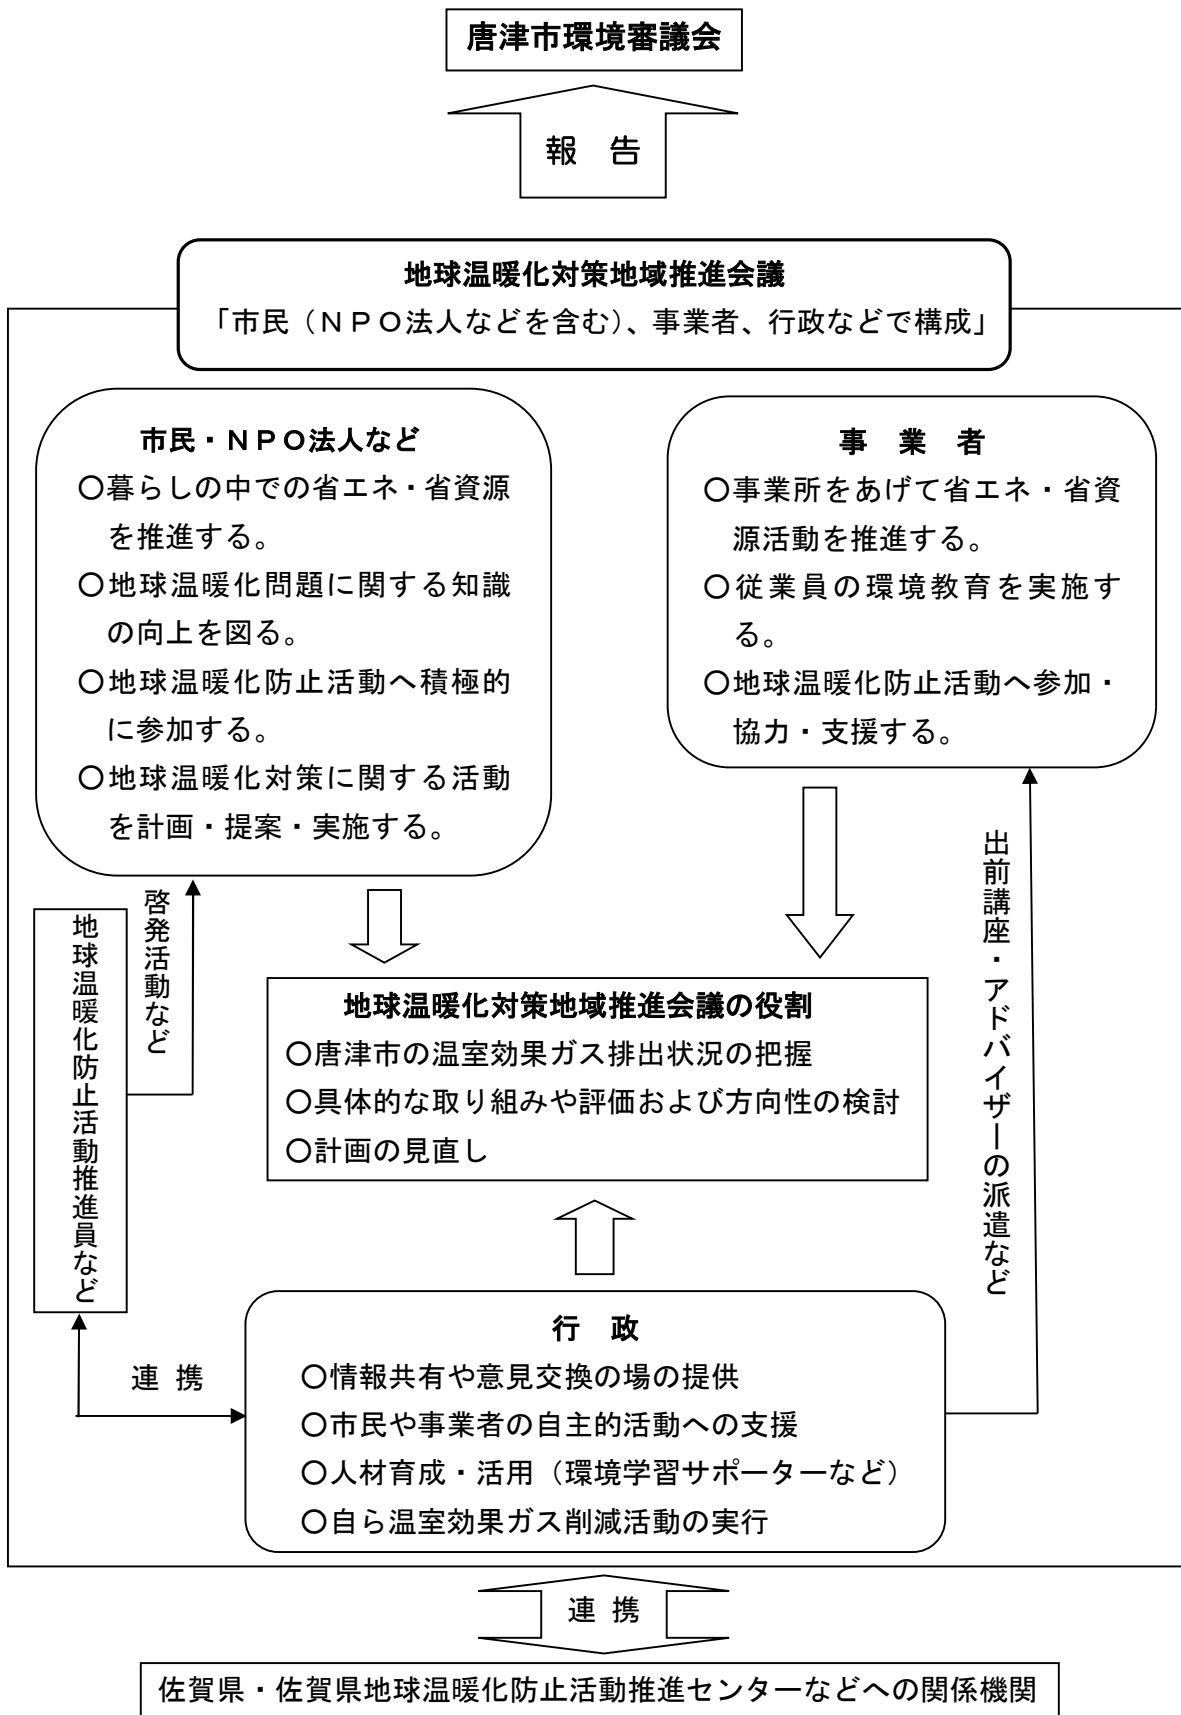 唐津市環境審議会
報　告
地球温暖化対策地域推進会議
「市民（ＮＰＯ法人などを含む）、事業者、行政などで構成」
市民・ＮＰＯ法人など
○暮らしの中での省エネ・省資源
を推進する。
○地球温暖化問題に関する知識
の向上を図る。
○地球温暖化防止活動へ積極的
に参加する。
○地球温暖化対策に関する活動
を計画・提案・実施する。
事　業　者
○事業所をあげて省エネ・省資
源活動を推進する。
○従業員の環境教育を実施す
る。
○地球温暖化防止活動へ参加・
協力・支援する。
地球温暖化防止活動推進員など
啓発活動など
出前講座・アドバイザーの派遣など
地球温暖化対策地域推進会議の役割
○唐津市の温室効果ガス排出状況の把握
○具体的な取り組みや評価および方向性の検討
○計画の見直し
連 携
行　政
○情報共有や意見交換の場の提供
○市民や事業者の自主的活動への支援
○人材育成・活用（環境学習サポーターなど）
○自ら温室効果ガス削減活動の実行
連 携
佐賀県・佐賀県地球温暖化防止活動推進センターなどへの関係機関